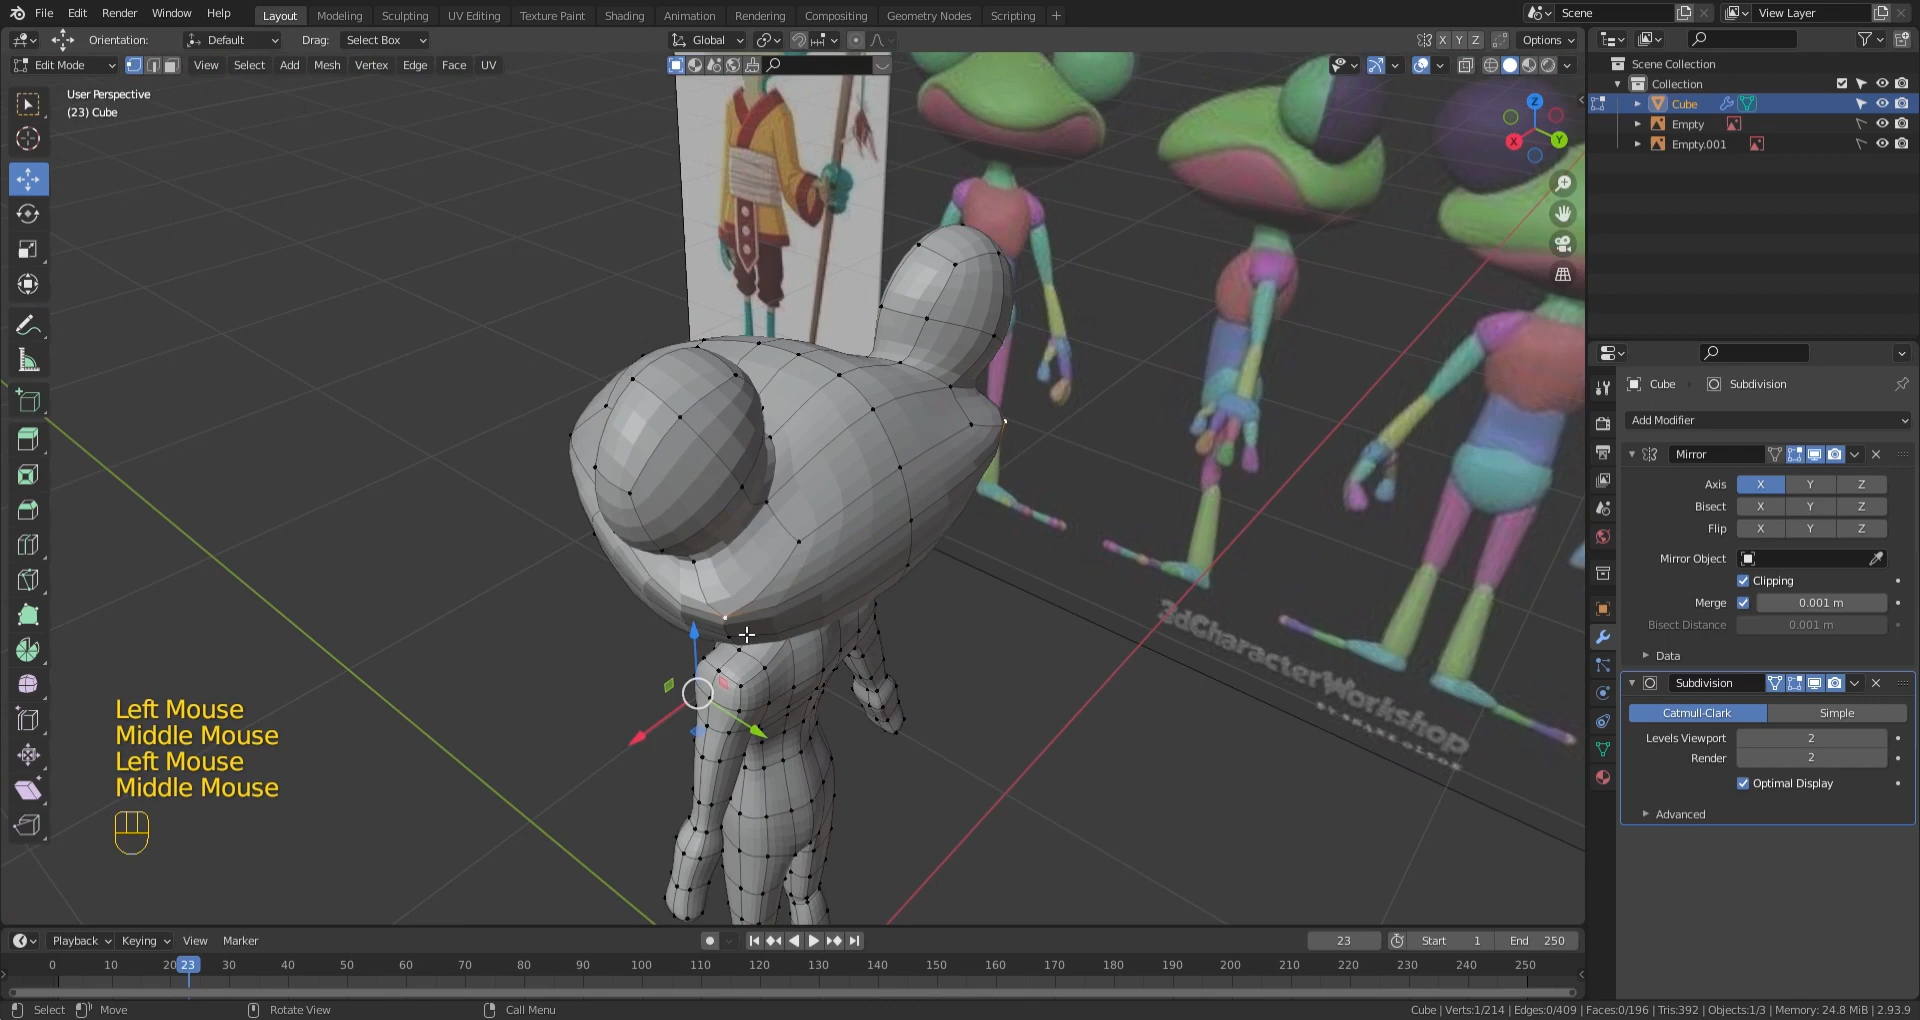 File Edit Render Window Help Layout Modeling Sculpting UV Editing Texture Paint Shading Animation Rendering Compositing Geometry Nodes Scripting + Scene View Layer
Orientation: Default Drag: Select Box Global X Y Z Options
Edit Mode View Select Add Mesh Vertex Edge Face UV
User Perspective
(23) Cube
Scene Collection
Collection
Cube
Empty
Empty.001
Z
X
Y
Cube Subdivision
Add Modifier
Mirror
Axis X Y Z
Bisect X Y Z
Flip X Y Z
Mirror Object
Clipping
Merge 0.001 m
Bisect Distance 0.001 m
Data
Subdivision
Catmull-Clark Simple
Levels Viewport 2
Render 2
Optimal Display
Advanced
3dCharacterWorkshop
Left Mouse
Middle Mouse
Left Mouse
Middle Mouse
Playback Keying View Marker 23 Start 1 End 250
0 10 20 23 30 40 50 60 70 80 90 100 110 120 130 140 150 160 170 180 190 200 210 220 230 240 250
Select Move Rotate View Call Menu Cube | Verts:1/214 | Edges:0/409 | Faces:0/196 | Tris:392 | Objects:1/3 | Memory: 24.8 MiB | 2.93.9